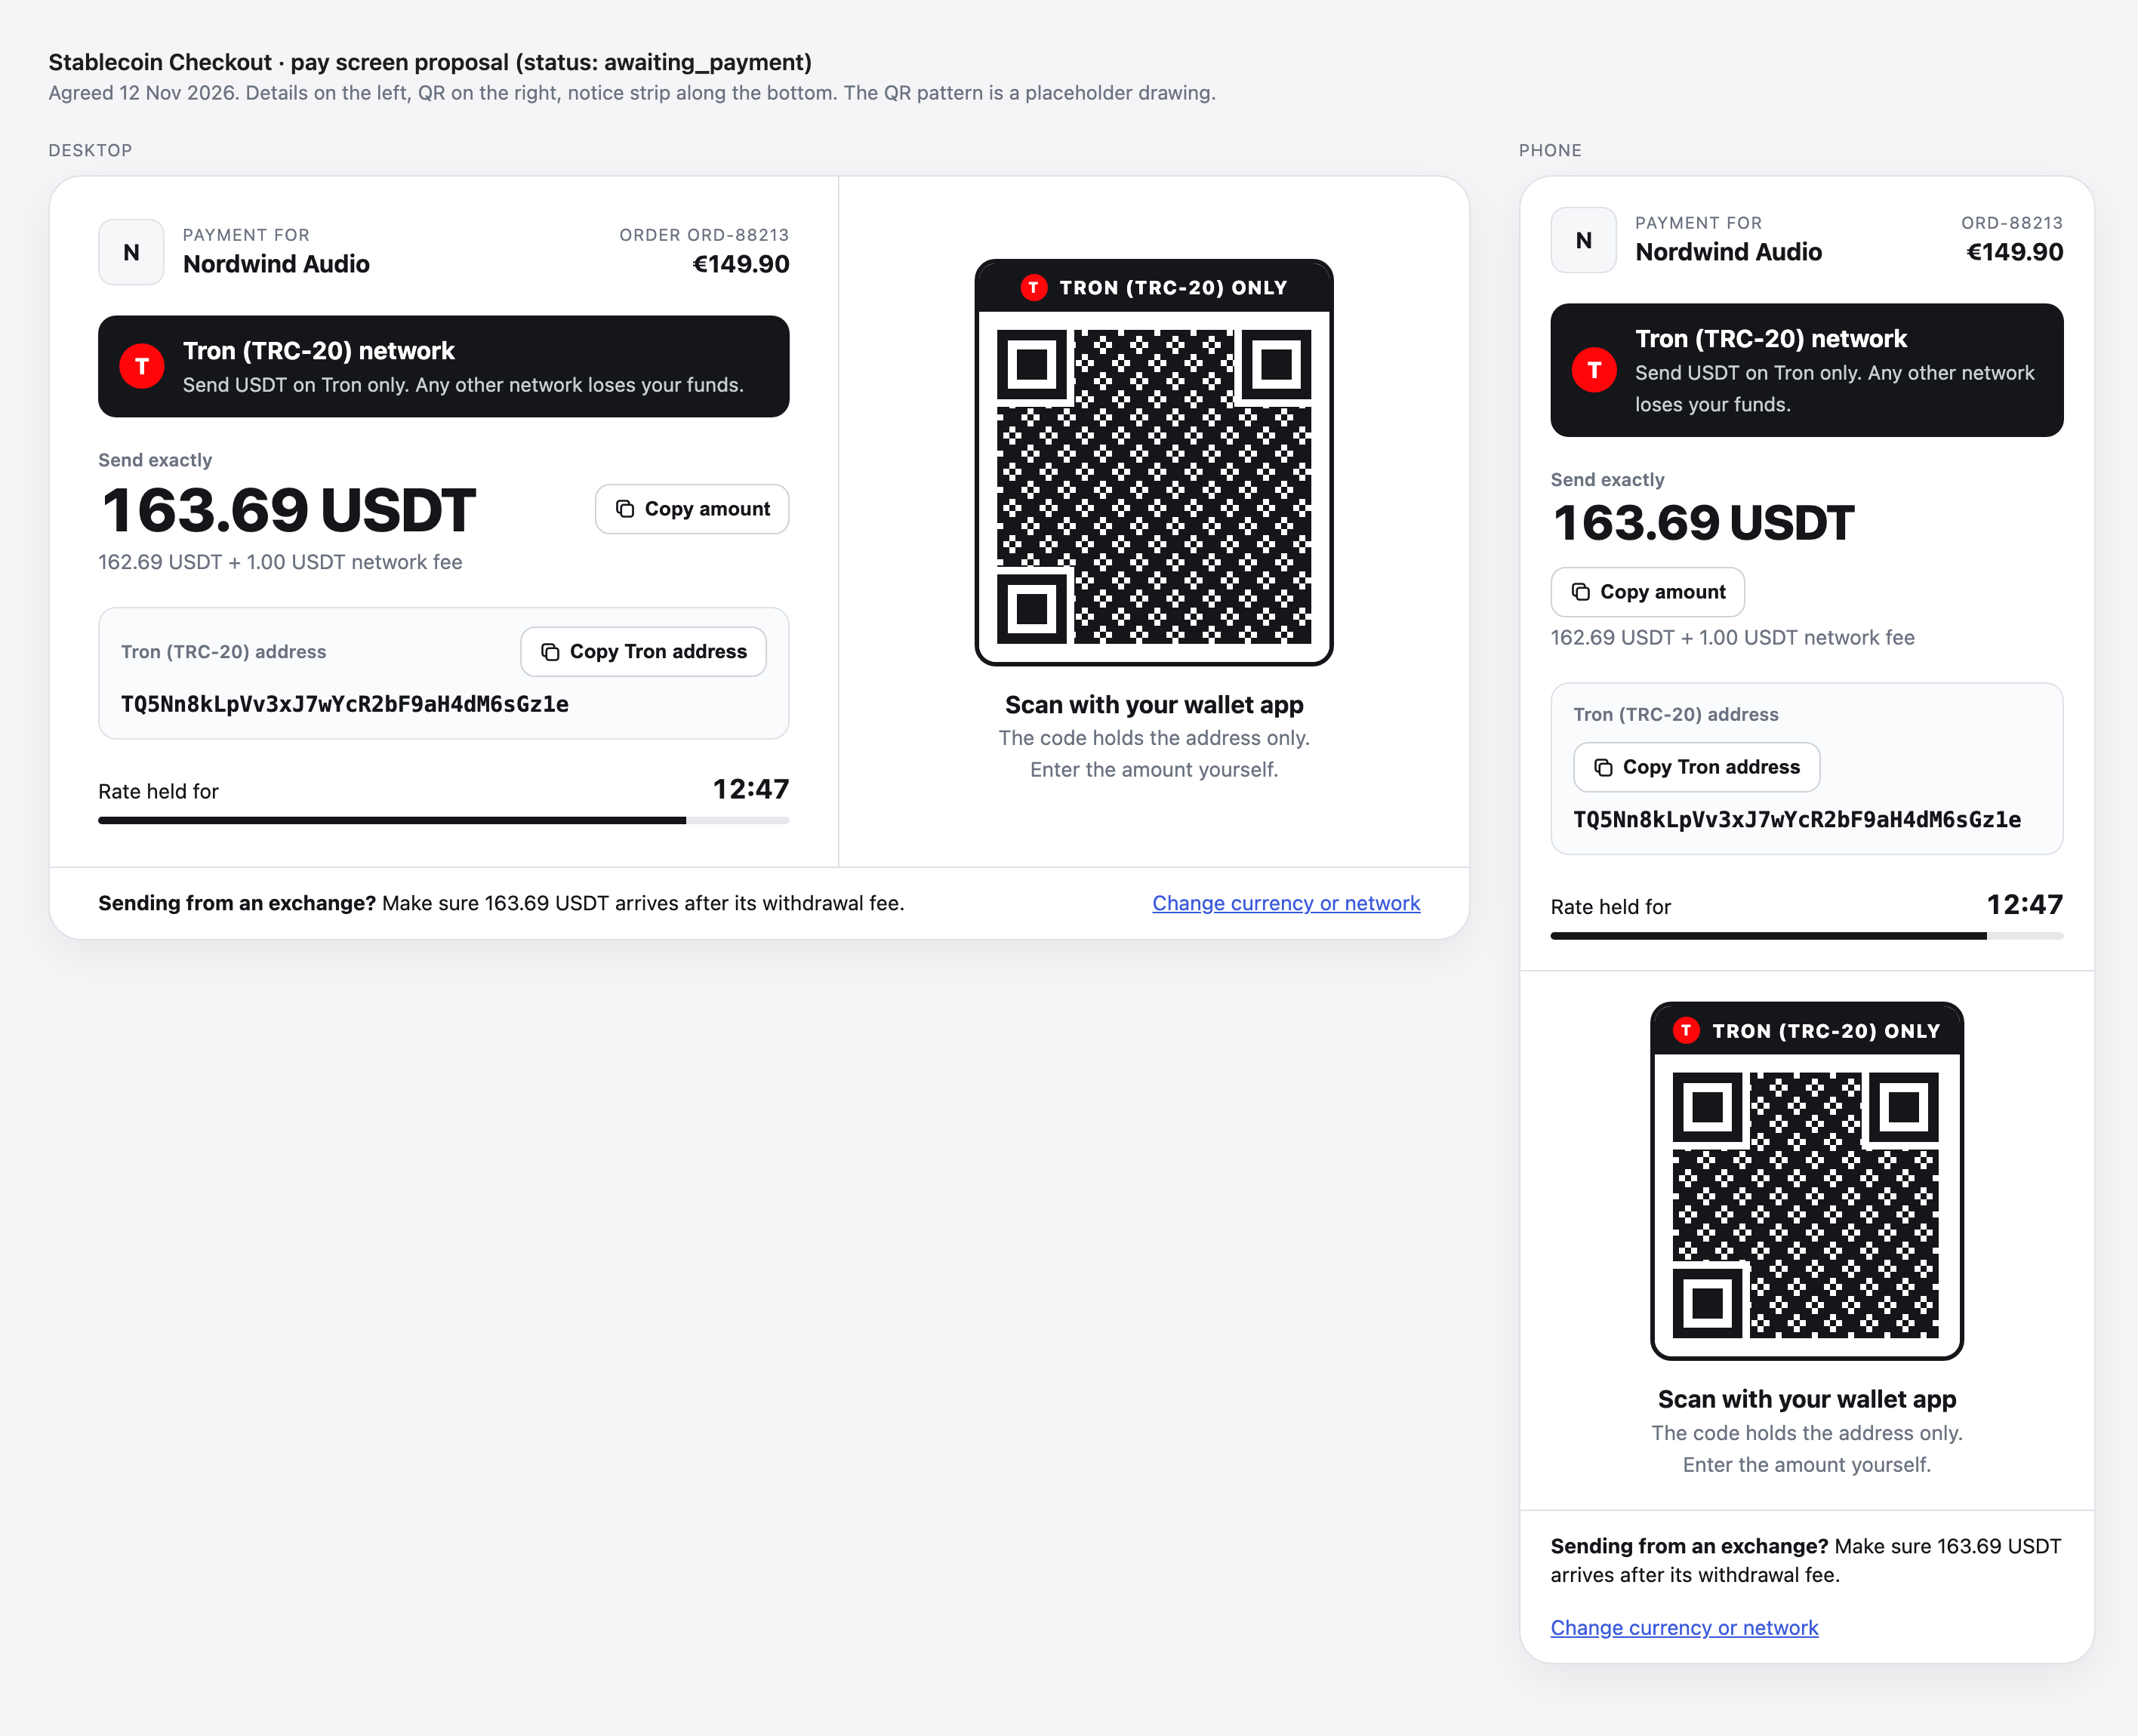 Stablecoin Checkout · pay screen proposal (status: awaiting_payment)
Agreed 12 Nov 2026. Details on the left, QR on the right, notice strip along the bottom. The QR pattern is a placeholder drawing.
DESKTOP
N
PAYMENT FOR
Nordwind Audio
ORDER ORD-88213
€149.90
T
Tron (TRC-20) network
Send USDT on Tron only. Any other network loses your funds.
Send exactly
163.69 USDT
Copy amount
162.69 USDT + 1.00 USDT network fee
Tron (TRC-20) address
Copy Tron address
TQ5Nn8kLpVv3xJ7wYcR2bF9aH4dM6sGz1e
Rate held for
12:47
T TRON (TRC-20) ONLY
Scan with your wallet app
The code holds the address only.
Enter the amount yourself.
Sending from an exchange? Make sure 163.69 USDT arrives after its withdrawal fee.
Change currency or network
PHONE
N
PAYMENT FOR
Nordwind Audio
ORD-88213
€149.90
T
Tron (TRC-20) network
Send USDT on Tron only. Any other network
loses your funds.
Send exactly
163.69 USDT
Copy amount
162.69 USDT + 1.00 USDT network fee
Tron (TRC-20) address
Copy Tron address
TQ5Nn8kLpVv3xJ7wYcR2bF9aH4dM6sGz1e
Rate held for
12:47
T TRON (TRC-20) ONLY
Scan with your wallet app
The code holds the address only.
Enter the amount yourself.
Sending from an exchange? Make sure 163.69 USDT
arrives after its withdrawal fee.
Change currency or network